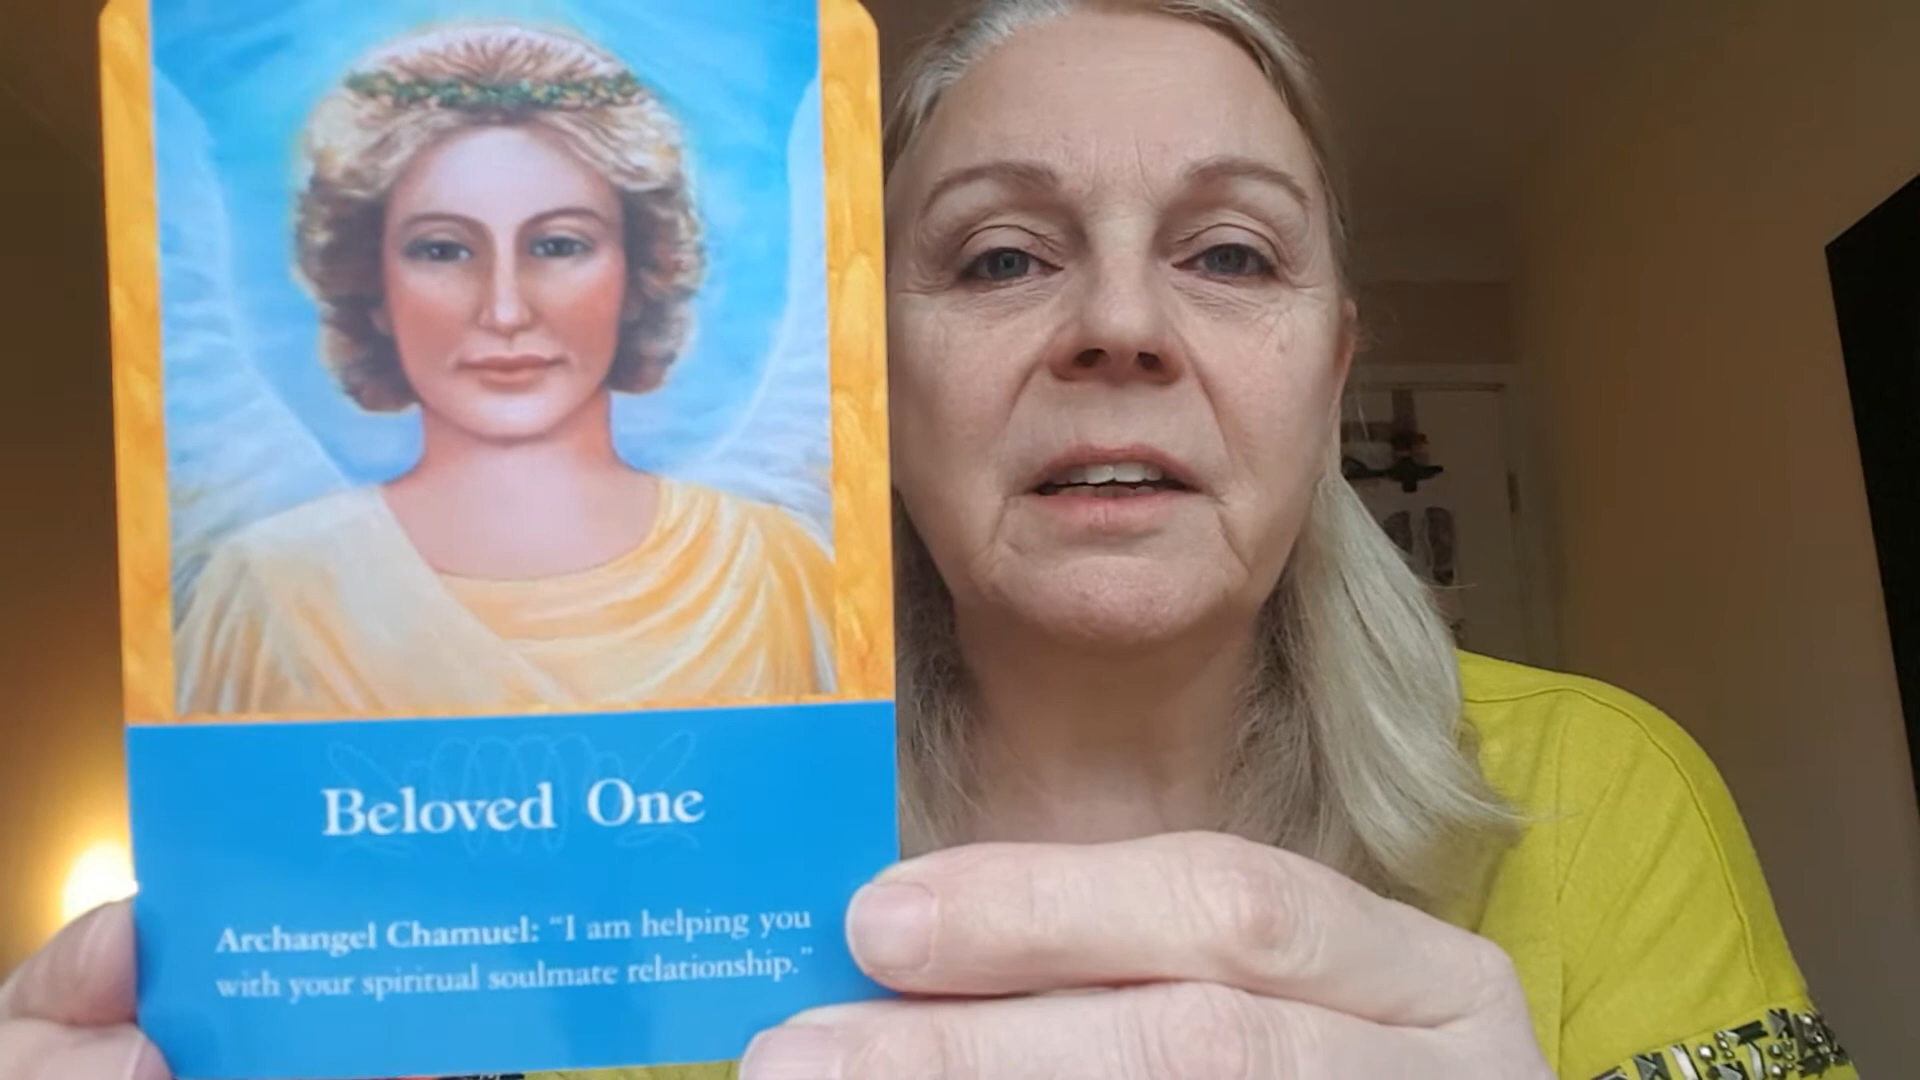 Beloved One
Archangel Chamuel: “I am helping you
with your spiritual soulmate relationship.”